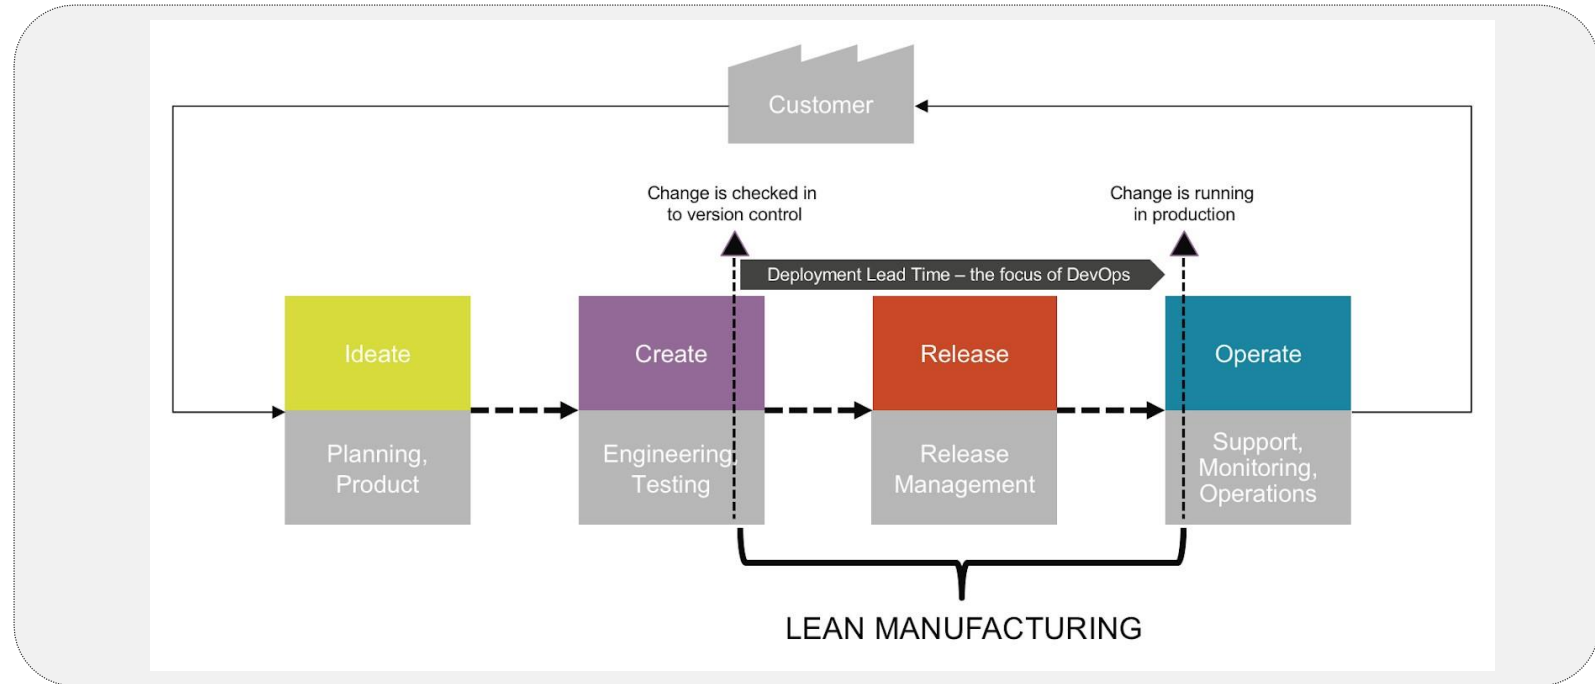 Customer
Change is checked in
to version control
Change is running
in production
Deployment Lead Time – the focus of DevOps
Ideate
Create
Release
Operate
Planning,
Product
Engineering,
Testing
Release
Management
Support,
Monitoring,
Operations
LEAN MANUFACTURING